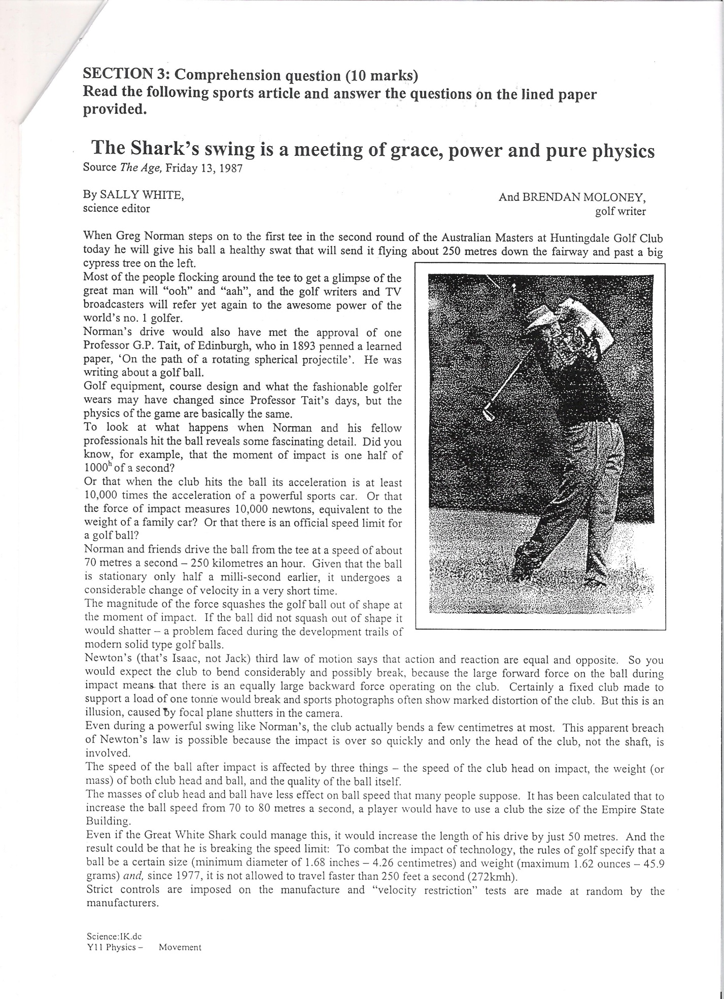 SECTION 3: Comprehension question (10 marks)
Read the following sports article and answer the questions on the lined paper
provided.
The Shark's swing is a meeting of grace, power and pure physics
Source The Age, Friday 13, 1987
By SALLY WHITE,
science editor
And BRENDAN MOLONEY,
golf writer
When Greg Norman steps on to the first tee in the second round of the Australian Masters at Huntingdale Golf Club
today he will give his ball a healthy swat that will send it flying about 250 metres down the fairway and past a big
cypress tree on the left.
Most of the people flocking around the tee to get a glimpse of the
great man will “ooh” and “aah”, and the golf writers and TV
broadcasters will refer yet again to the awesome power of the
world's no. 1 golfer.
Norman's drive would also have met the approval of one
Professor G.P. Tait, of Edinburgh, who in 1893 penned a learned
paper, ‘On the path of a rotating spherical projectile’. He was
writing about a golf ball.
Golf equipment, course design and what the fashionable golfer
wears may have changed since Professor Tait's days, but the
physics of the game are basically the same.
To look at what happens when Norman and his fellow
professionals hit the ball reveals some fascinating detail. Did you
know, for example, that the moment of impact is one half of
1000h of a second?
Or that when the club hits the ball its acceleration is at least
10,000 times the acceleration of a powerful sports car. Or that
the force of impact measures 10,000 newtons, equivalent to the
weight of a family car? Or that there is an official speed limit for
a golf ball?
Norman and friends drive the ball from the tee at a speed of about
70 metres a second – 250 kilometres an hour. Given that the ball
is stationary only half a milli-second earlier, it undergoes a
considerable change of velocity in a very short time.
The magnitude of the force squashes the golf ball out of shape at
the moment of impact. If the ball did not squash out of shape it
would shatter – a problem faced during the development trails of
modern solid type golf balls.
Newton's (that's Isaac, not Jack) third law of motion says that action and reaction are equal and opposite. So you
would expect the club to bend considerably and possibly break, because the large forward force on the ball during
impact means that there is an equally large backward force operating on the club. Certainly a fixed club made to
support a load of one tonne would break and sports photographs often show marked distortion of the club. But this is an
illusion, caused by focal plane shutters in the camera.
Even during a powerful swing like Norman's, the club actually bends a few centimetres at most. This apparent breach
of Newton's law is possible because the impact is over so quickly and only the head of the club, not the shaft, is
involved.
The speed of the ball after impact is affected by three things – the speed of the club head on impact, the weight (or
mass) of both club head and ball, and the quality of the ball itself.
The masses of club head and ball have less effect on ball speed that many people suppose. It has been calculated that to
increase the ball speed from 70 to 80 metres a second, a player would have to use a club the size of the Empire State
Building.
Even if the Great White Shark could manage this, it would increase the length of his drive by just 50 metres. And the
result could be that he is breaking the speed limit: To combat the impact of technology, the rules of golf specify that a
ball be a certain size (minimum diameter of 1.68 inches – 4.26 centimetres) and weight (maximum 1.62 ounces – 45.9
grams) and, since 1977, it is not allowed to travel faster than 250 feet a second (272kmh).
Strict controls are imposed on the manufacture and “velocity restriction” tests are made at random by the
manufacturers.
Science:IK.dc
Y11 Physics – Movement